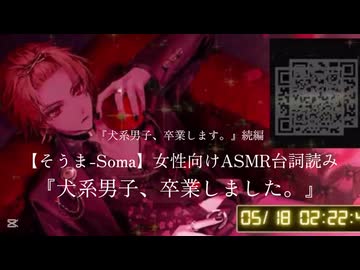 『犬系男子、卒業します。』続編
【そうま-Soma】女性向けASMR台詞読み
『犬系男子、卒業しました。』
05/18 02:22:4